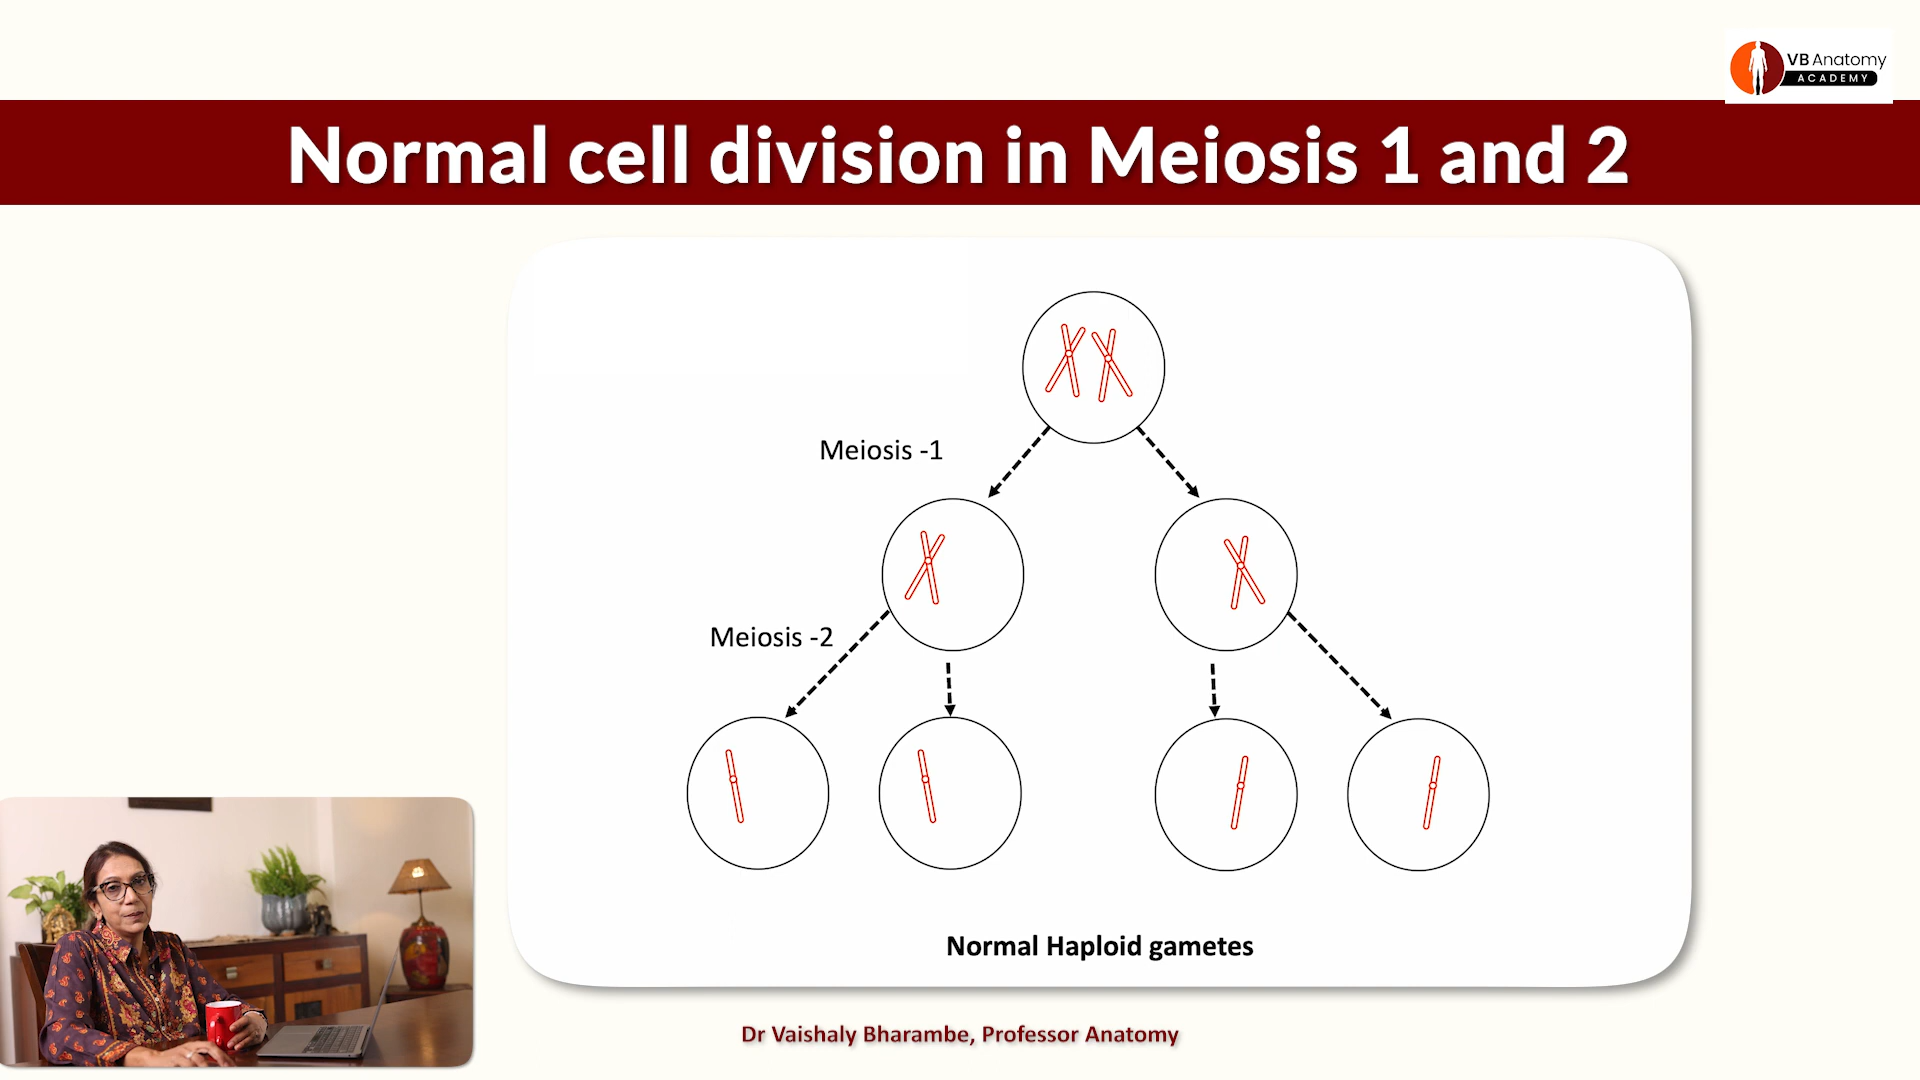 VB Anatomy
ACADEMY
Normal cell division in Meiosis 1 and 2
Meiosis -1
Meiosis -2
Normal Haploid gametes
Dr Vaishaly Bharambe, Professor Anatomy